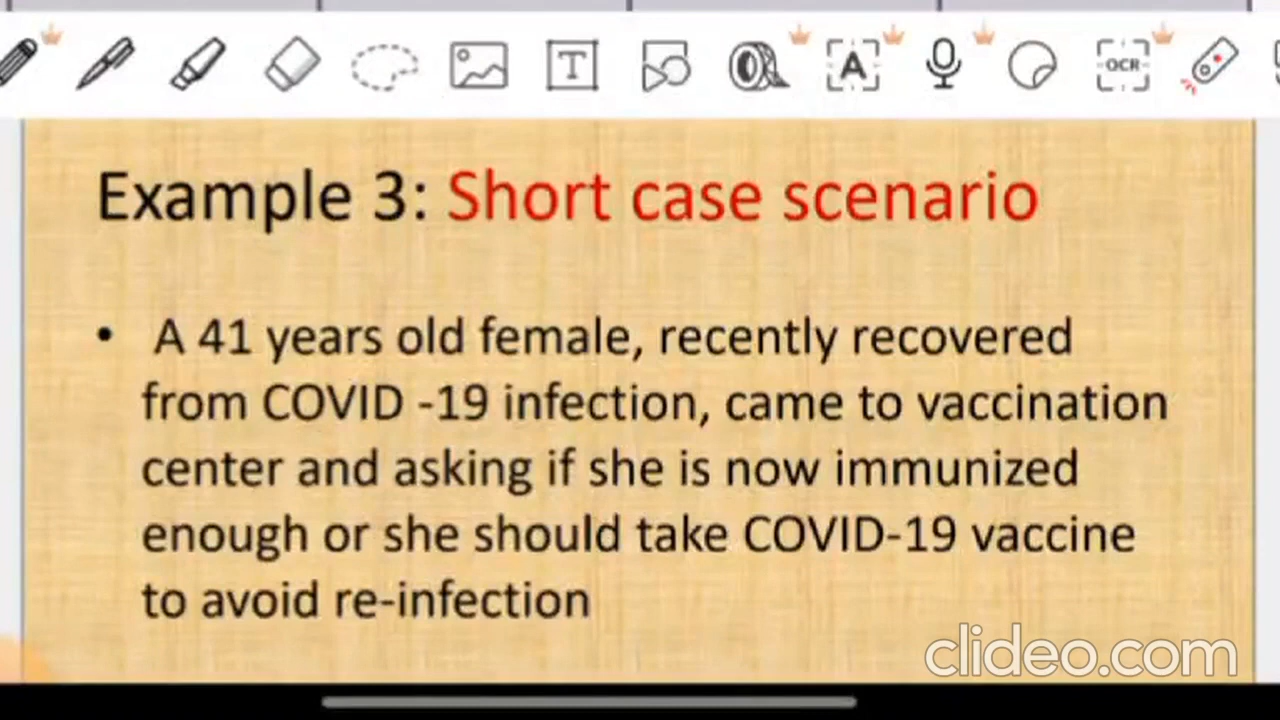 T
A
OCR
Example 3: Short case scenario
• A 41 years old female, recently recovered
from COVID -19 infection, came to vaccination
center and asking if she is now immunized
enough or she should take COVID-19 vaccine
to avoid re-infection
clideo.com